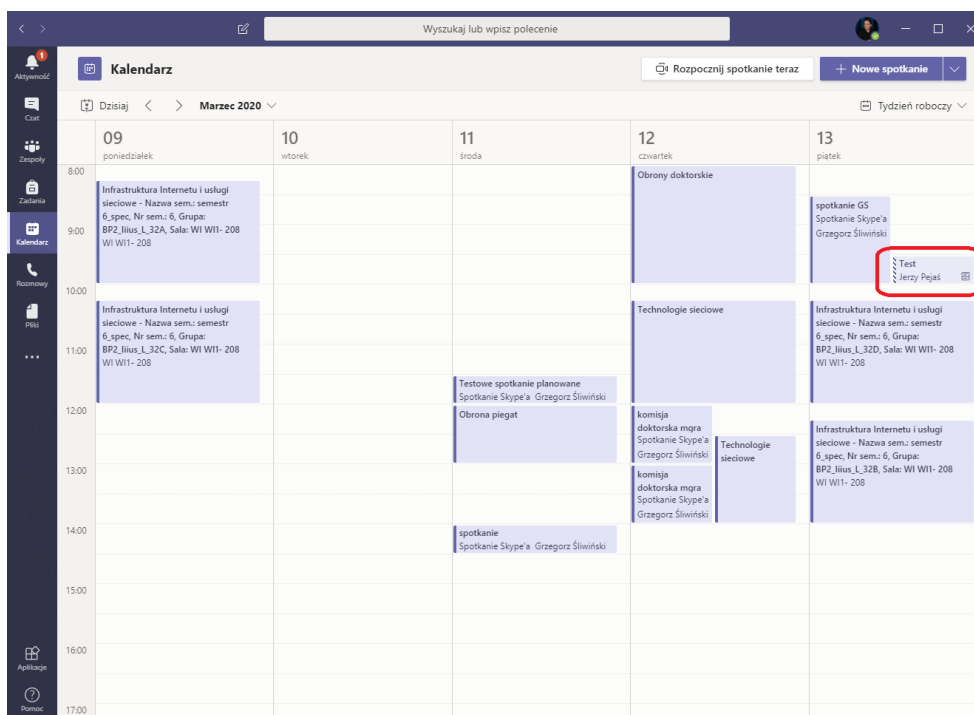 Wyszukaj lub wpisz polecenie
1
Aktywność
Czat
Zespoły
Zadania
Kalendarz
Rozmowy
Pliki
Aplikacje
Pomoc
Kalendarz
Rozpocznij spotkanie teraz
+ Nowe spotkanie
Dzisiaj
Marzec 2020
Tydzień roboczy
09
poniedziałek
10
wtorek
11
środa
12
czwartek
13
piątek
8:00
9:00
10:00
11:00
12:00
13:00
14:00
15:00
16:00
17:00
Infrastruktura Internetu i usługi
sieciowe - Nazwa sem.: semestr
6_spec, Nr sem.: 6, Grupa:
BP2_Iiius_L_32A, Sala: WI WI1- 208
WI WI1- 208
Infrastruktura Internetu i usługi
sieciowe - Nazwa sem.: semestr
6_spec, Nr sem.: 6, Grupa:
BP2_Iiius_L_32C, Sala: WI WI1- 208
WI WI1- 208
Testowe spotkanie planowane
Spotkanie Skype'a Grzegorz Śliwiński
Obrona piegat
spotkanie
Spotkanie Skype'a Grzegorz Śliwiński
Obrony doktorskie
Technologie sieciowe
komisja
doktorska mgra
Spotkanie Skype'a
Grzegorz Śliwiński
Technologie
sieciowe
komisja
doktorska mgra
Spotkanie Skype'a
Grzegorz Śliwiński
spotkanie GS
Spotkanie Skype'a
Grzegorz Śliwiński
Test
Jerzy Pejaś
Infrastruktura Internetu i usługi
sieciowe - Nazwa sem.: semestr
6_spec, Nr sem.: 6, Grupa:
BP2_Iiius_L_32D, Sala: WI WI1- 208
WI WI1- 208
Infrastruktura Internetu i usługi
sieciowe - Nazwa sem.: semestr
6_spec, Nr sem.: 6, Grupa:
BP2_Iiius_L_32B, Sala: WI WI1- 208
WI WI1- 208